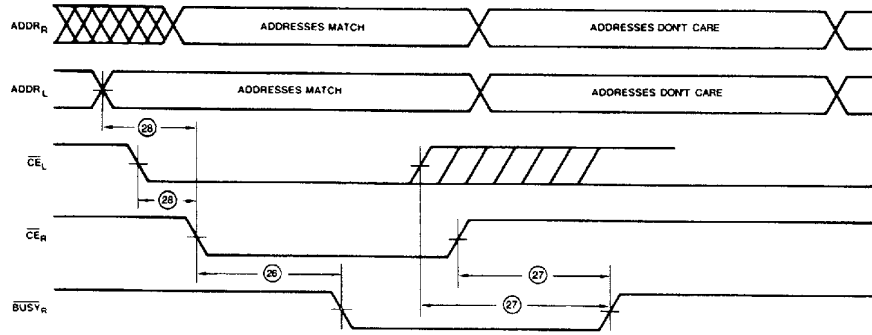 ADDR_R ADDRESSES MATCH ADDRESSES DON'T CARE
ADDR_L ADDRESSES MATCH ADDRESSES DON'T CARE
28
CE_L
28
CE_R
26 27
27
BUSY_R